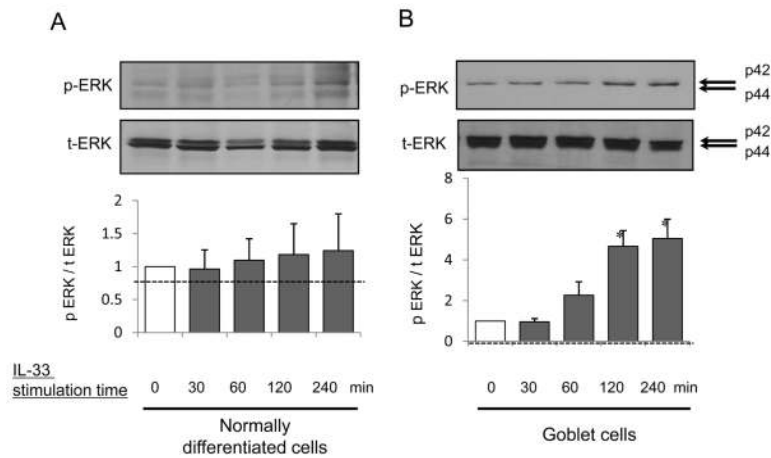 A
p-ERK
t-ERK
p ERK / t ERK
2
1.5
1
0.5
0
B
p-ERK
p42
p44
t-ERK
p42
p44
p ERK / t ERK
8
6
4
2
0
*
*
IL-33
stimulation time
0 30 60 120 240 min
Normally
differentiated cells
0 30 60 120 240 min
Goblet cells